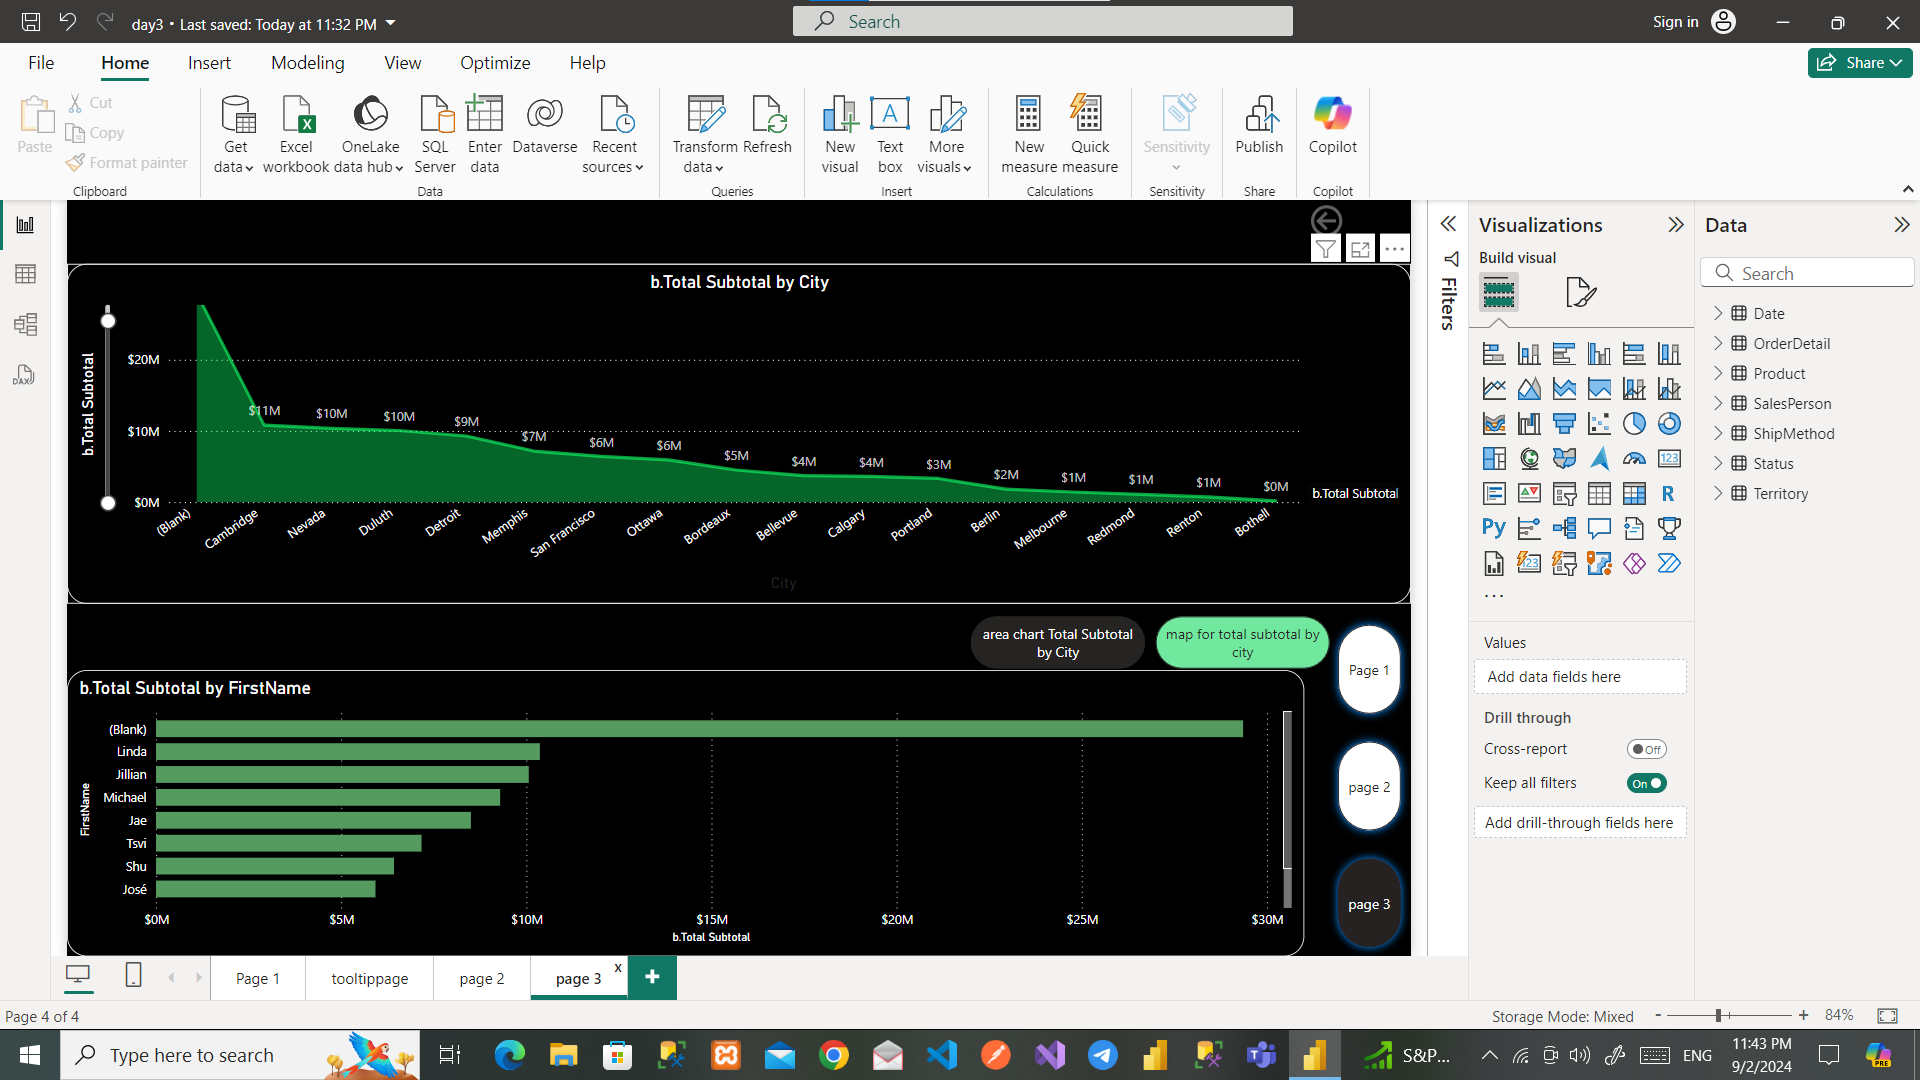 day3 • Last saved: Today at 11:32 PM
Search
Sign in
File
Home
Insert
Modeling
View
Optimize
Help
Share
Paste
Cut
Copy
Format painter
Clipboard
Get data
Excel workbook
OneLake data hub
SQL Server
Enter data
Dataverse
Recent sources
Data
Transform data
Refresh
Queries
New visual
Text box
More visuals
Insert
New measure
Quick measure
Calculations
Sensitivity
Sensitivity
Publish
Share
Copilot
Copilot
b.Total Subtotal by City
b.Total Subtotal
$20M
$10M
$0M
$11M
$10M
$10M
$9M
$7M
$6M
$6M
$5M
$4M
$4M
$3M
$2M
$1M
$1M
$1M
$0M
b.Total Subtotal
(Blank)
Cambridge
Nevada
Duluth
Detroit
Memphis
San Francisco
Ottawa
Bordeaux
Bellevue
Calgary
Portland
Berlin
Melbourne
Redmond
Renton
Bothell
City
area chart Total Subtotal
by City
map for total subtotal by
city
Page 1
page 2
page 3
b.Total Subtotal by FirstName
FirstName
(Blank)
Linda
Jillian
Michael
Jae
Tsvi
Shu
José
$0M
$5M
$10M
$15M
$20M
$25M
$30M
b.Total Subtotal
Filters
Visualizations
Build visual
123
R
Py
123
Values
Add data fields here
Drill through
Cross-report
Off
Keep all filters
On
Add drill-through fields here
Data
Search
Date
OrderDetail
Product
SalesPerson
ShipMethod
Status
Territory
DAX
Page 1
tooltippage
page 2
page 3
x
+
Page 4 of 4
Storage Mode: Mixed
- + 84%
Type here to search
S&P...
ENG
11:43 PM
9/2/2024
PRE